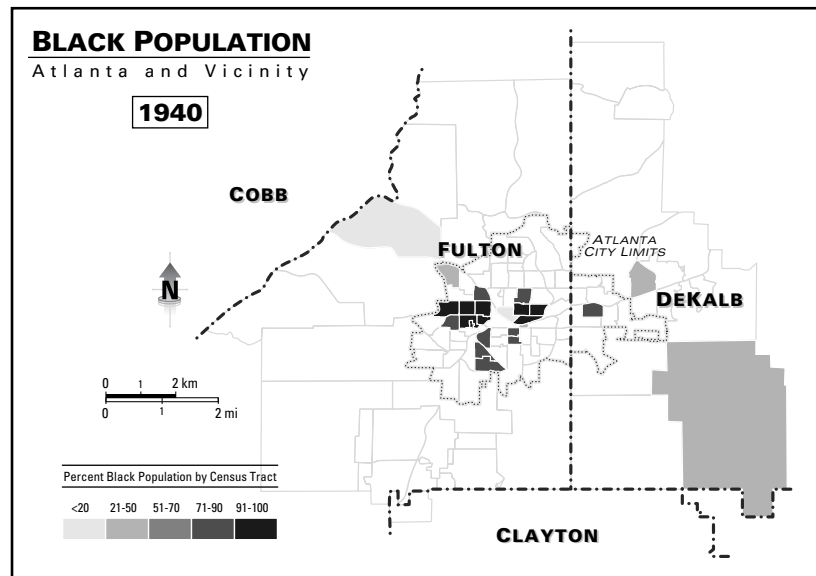 BLACK POPULATION
Atlanta and Vicinity
1940
COBB
FULTON
ATLANTA
CITY LIMITS
DEKALB
N
0 1 2 km
0 1 2 mi
Percent Black Population by Census Tract
<20 21-50 51-70 71-90 91-100
CLAYTON